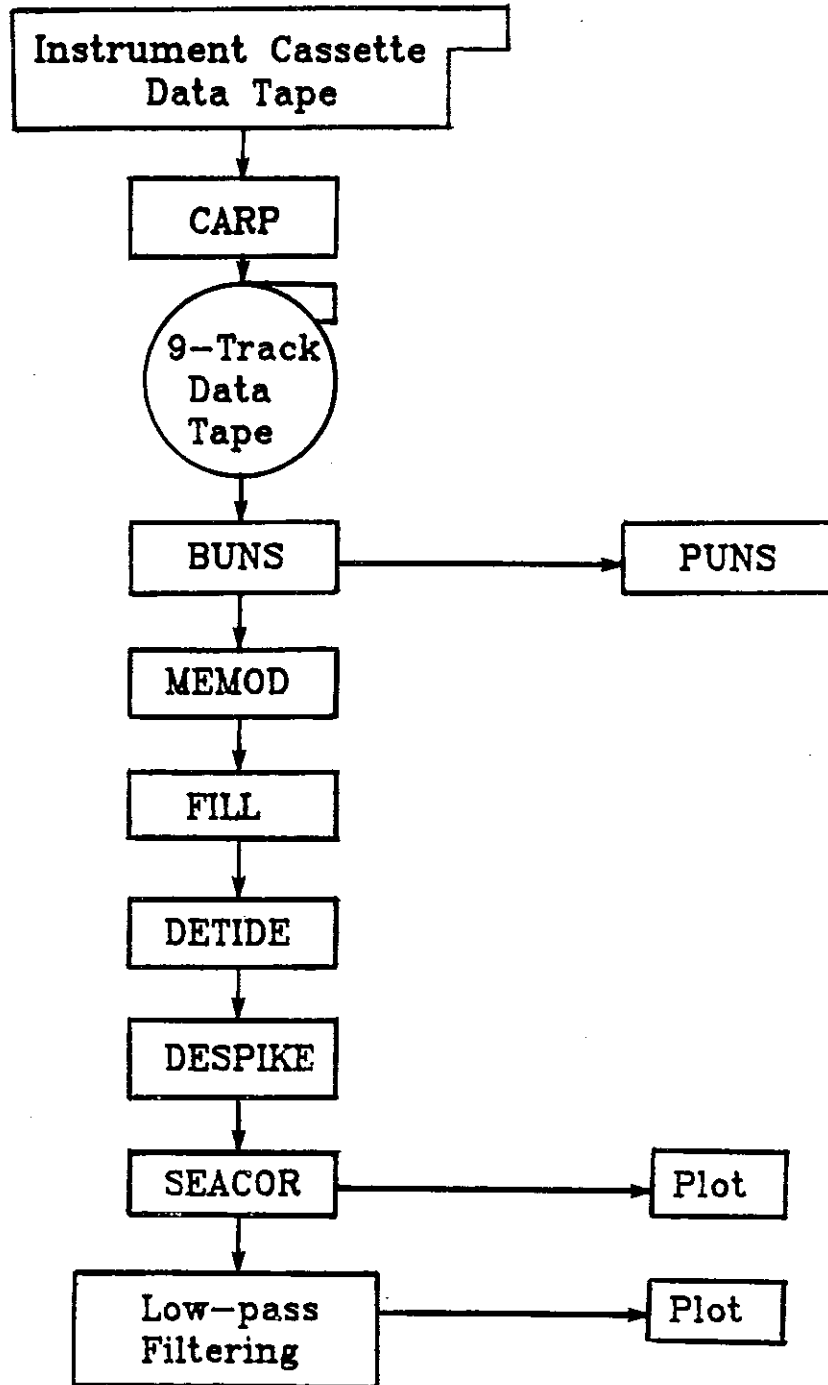 Instrument Cassette
Data Tape
CARP
9-Track
Data
Tape
BUNS
PUNS
MEMOD
FILL
DETIDE
DESPIKE
SEACOR
Plot
Low-pass
Filtering
Plot